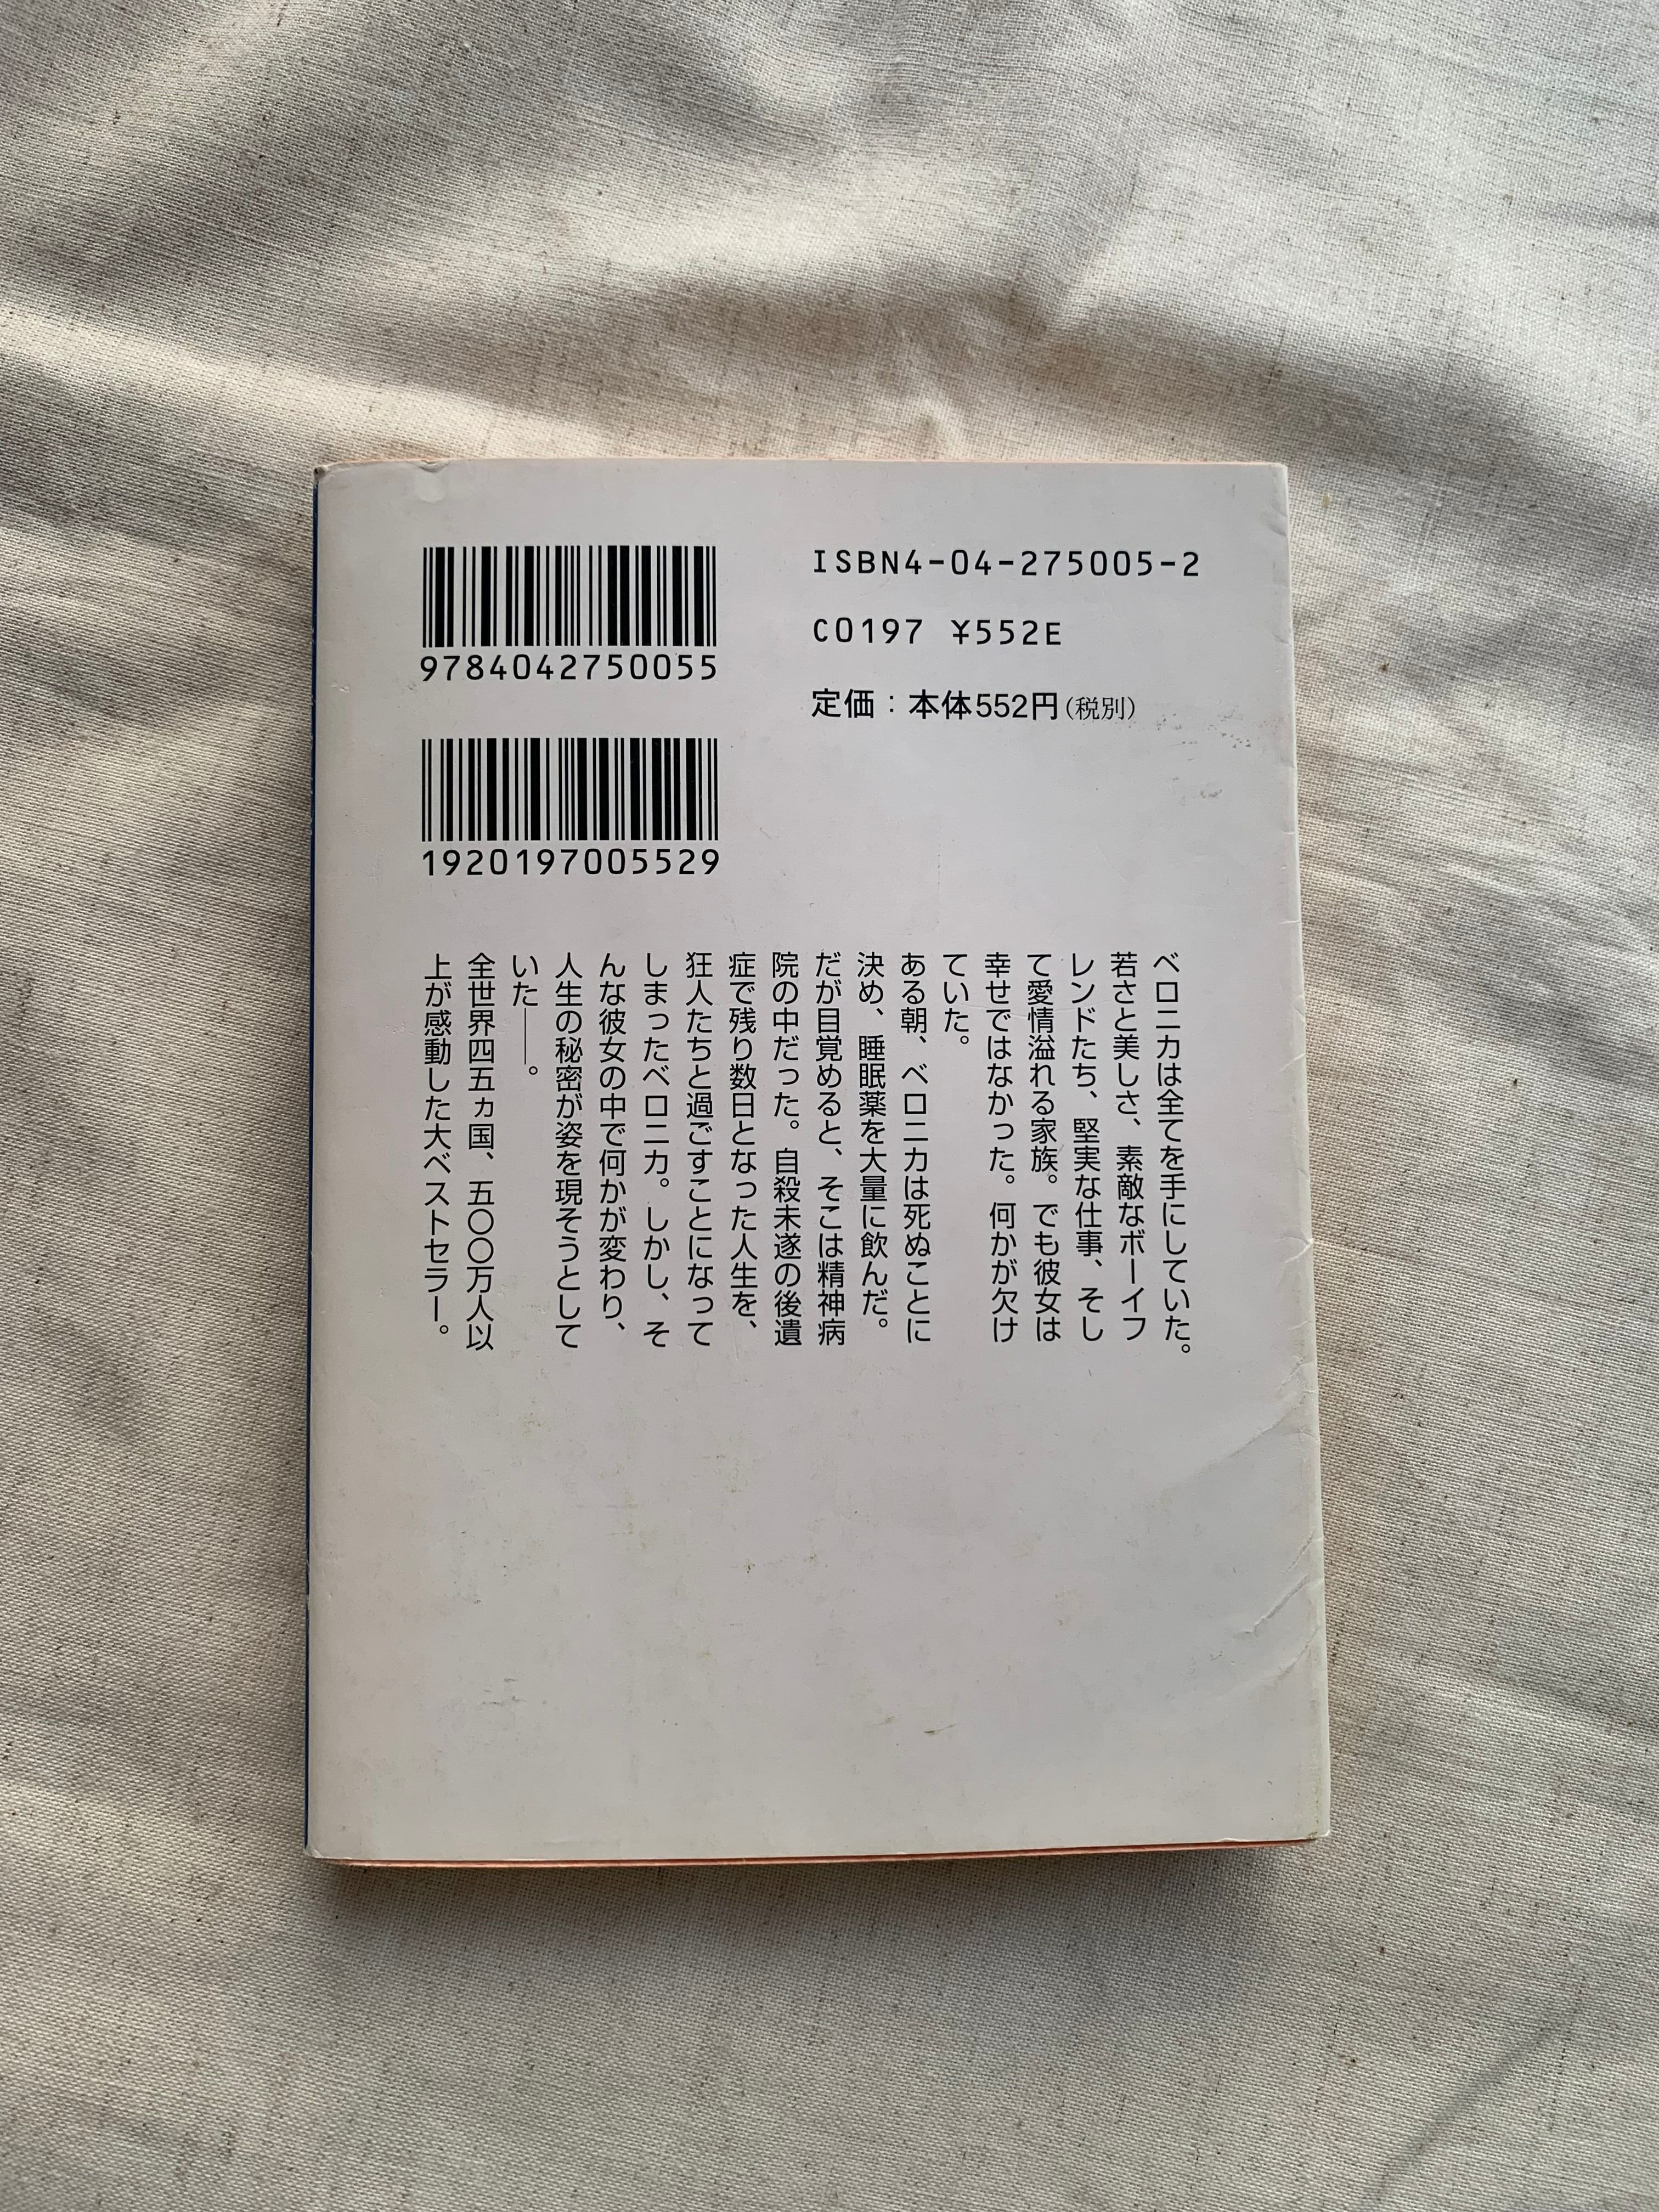 9784042750055
1920197005529
ISBN4-04-275005-2
C0197 ¥552E
定価：本体552円(税別)
ベロニカは全てを手にしていた。
若さと美しさ、素敵なボーイフ
レンドたち、堅実な仕事、そし
て愛情溢れる家族。でも彼女は
幸せではなかった。何かが欠け
ていた。
ある朝、ベロニカは死ぬことに
決め、睡眠薬を大量に飲んだ。
だが目覚めると、そこは精神病
院の中だった。自殺未遂の後遺
症で残り数日となった人生を、
狂人たちと過ごすことになって
しまったベロニカ。しかし、そ
んな彼女の中で何かが変わり、
人生の秘密が姿を現そうとして
いた――。
全世界四五ヵ国、五〇〇万人以
上が感動した大ベストセラー。